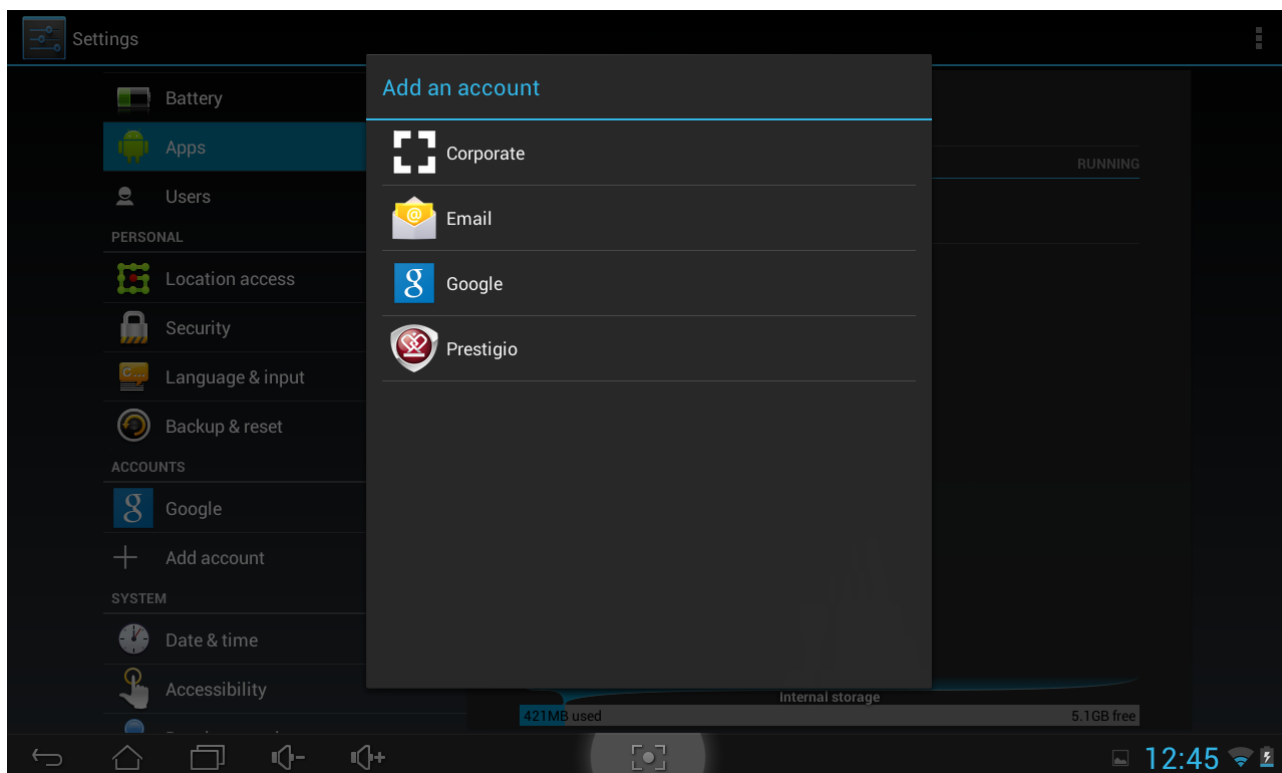 Settings
Add an account
Corporate
Email
Google
Prestigio
Battery
Apps
Users
PERSONAL
Location access
Security
Language & input
Backup & reset
ACCOUNTS
Google
Add account
SYSTEM
Date & time
Accessibility
RUNNING
Internal storage
421MB used
5.1GB free
12:45